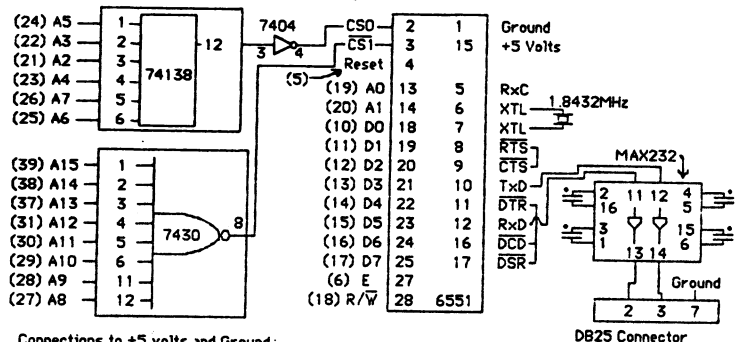 (24) A5 1
(22) A3 2
(21) A2 3
(23) A4 4
(26) A7 5
(25) A6 6
74138
12
7404
3 4
(39) A15 1
(38) A14 2
(37) A13 3
(31) A12 4
(30) A11 5
(29) A10 6
(28) A9 11
(27) A8 12
7430
8
CS0 2
CS1 3
Reset 4
(5)
(19) A0 13
(20) A1 14
(10) D0 18
(11) D1 19
(12) D2 20
(13) D3 21
(14) D4 22
(15) D5 23
(16) D6 24
(17) D7 25
(6) E 27
(18) R/W 28
6551
1 Ground
15 +5 Volts
5 RxC
6 XTL
7 XTL
8 RTS
9 CTS
10 TxD
11 DTR
12 RxD
16 DCD
17 DSR
1.8432MHz
MAX232
2 11 12 4
16 5
3 15
1 6
13 14
Ground
2 3 7
DB25 Connector
Connections to +5 volts and Ground: